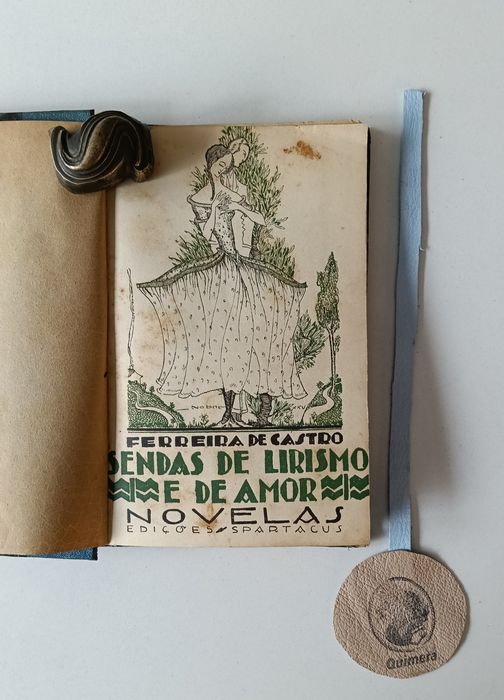 FERREIRA DE CASTRO
SENDAS DE LIRISMO
E DE AMOR
NOVELAS
EDIÇÕES SPARTACUS
Quimera